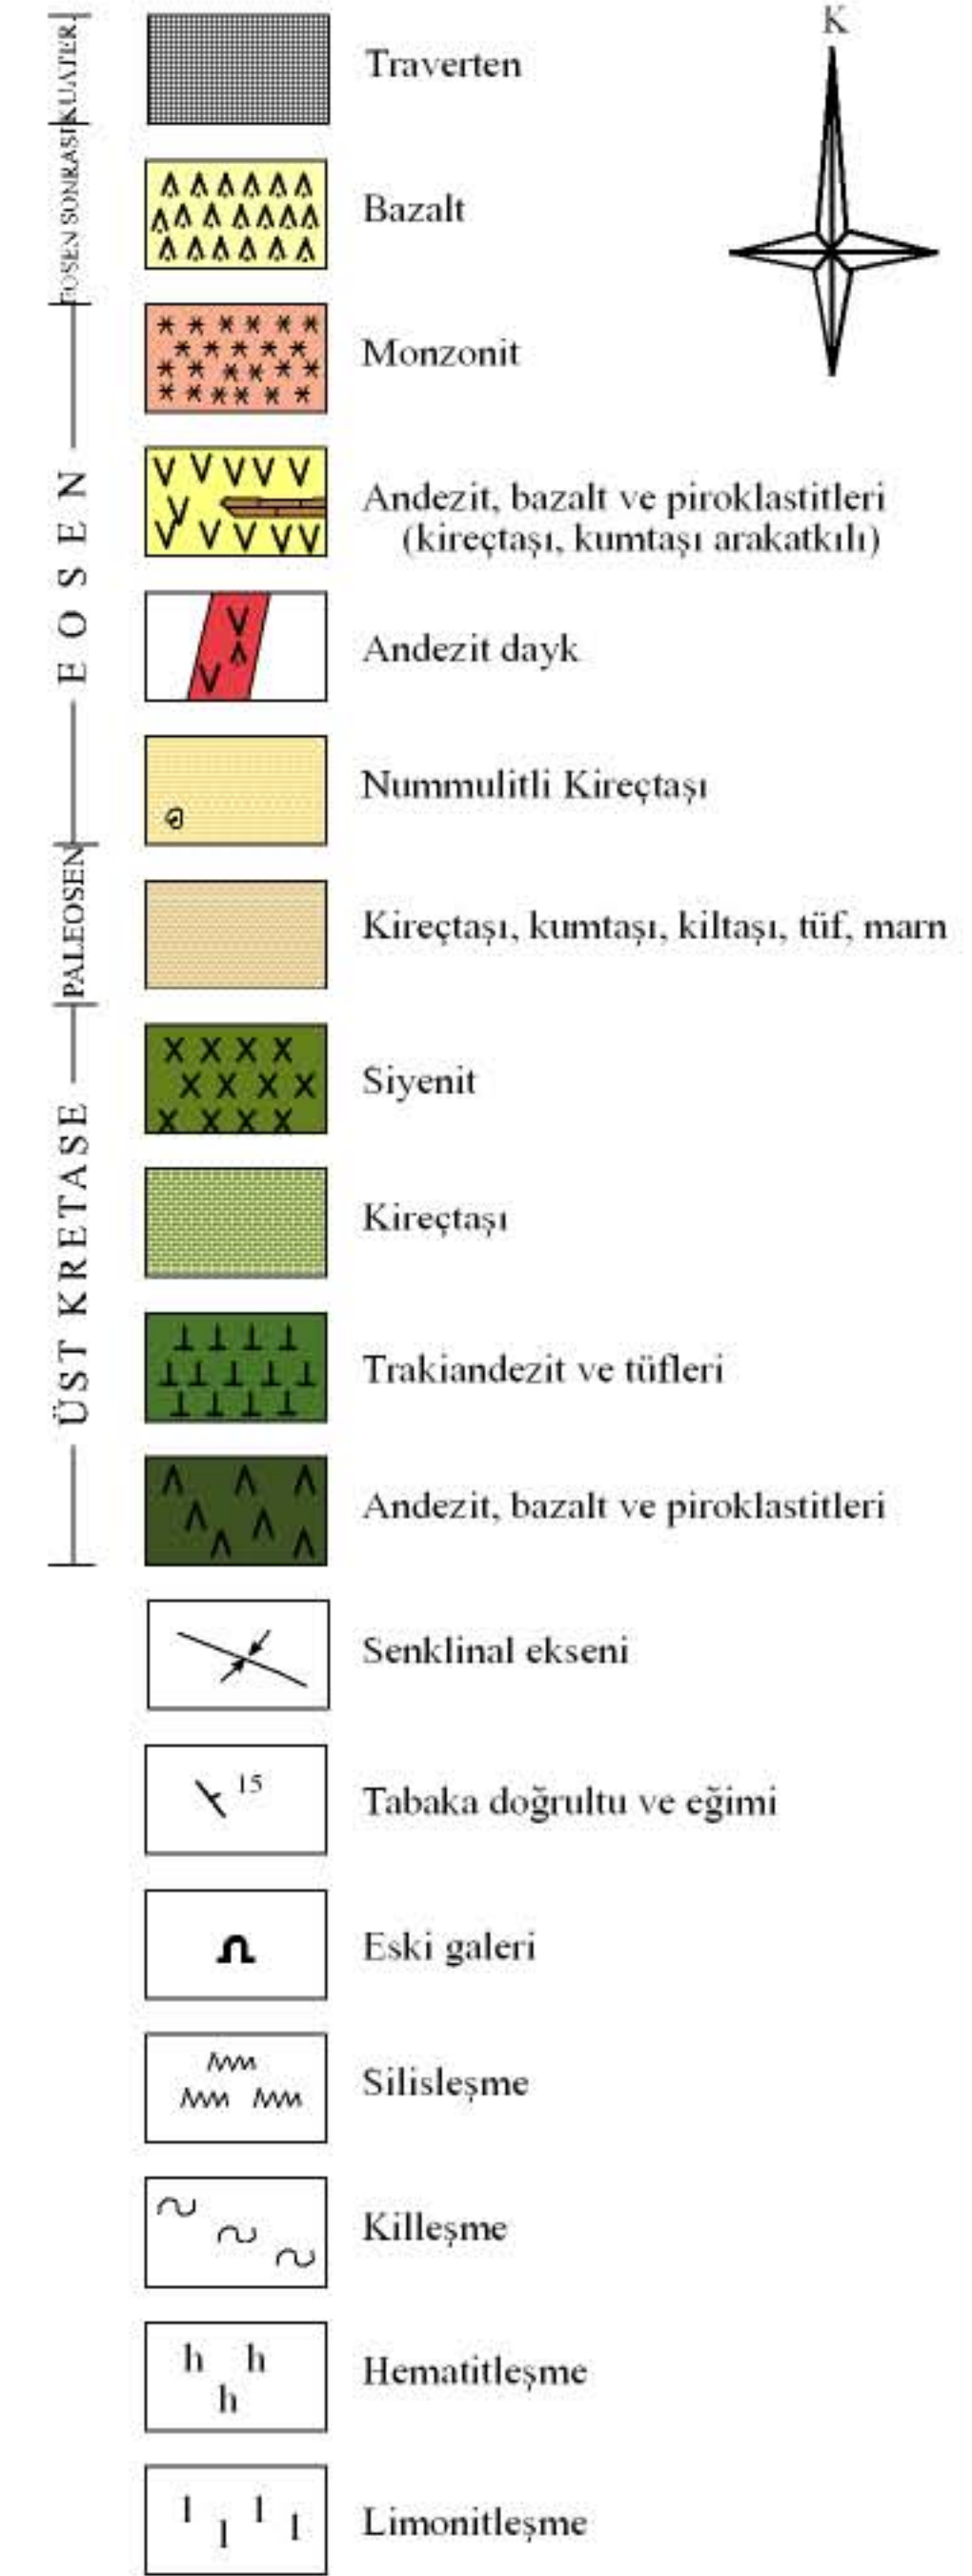 K
KUATER.
Traverten
EOSEN SONRASI
Bazalt
EOSEN
Monzonit
Andezit, bazalt ve piroklastitleri
(kireçtaşı, kumtaşı arakatkılı)
Andezit dayk
Nummulitli Kireçtaşı
PALEOSEN
Kireçtaşı, kumtaşı, kiltaşı, tüf, marn
ÜST KRETASE
Siyenit
Kireçtaşı
Trakiandezit ve tüfleri
Andezit, bazalt ve piroklastitleri
Senklinal ekseni
15
Tabaka doğrultu ve eğimi
Eski galeri
Silisleşme
Killeşme
h h
h
Hematitleşme
l l l l
Limonitleşme